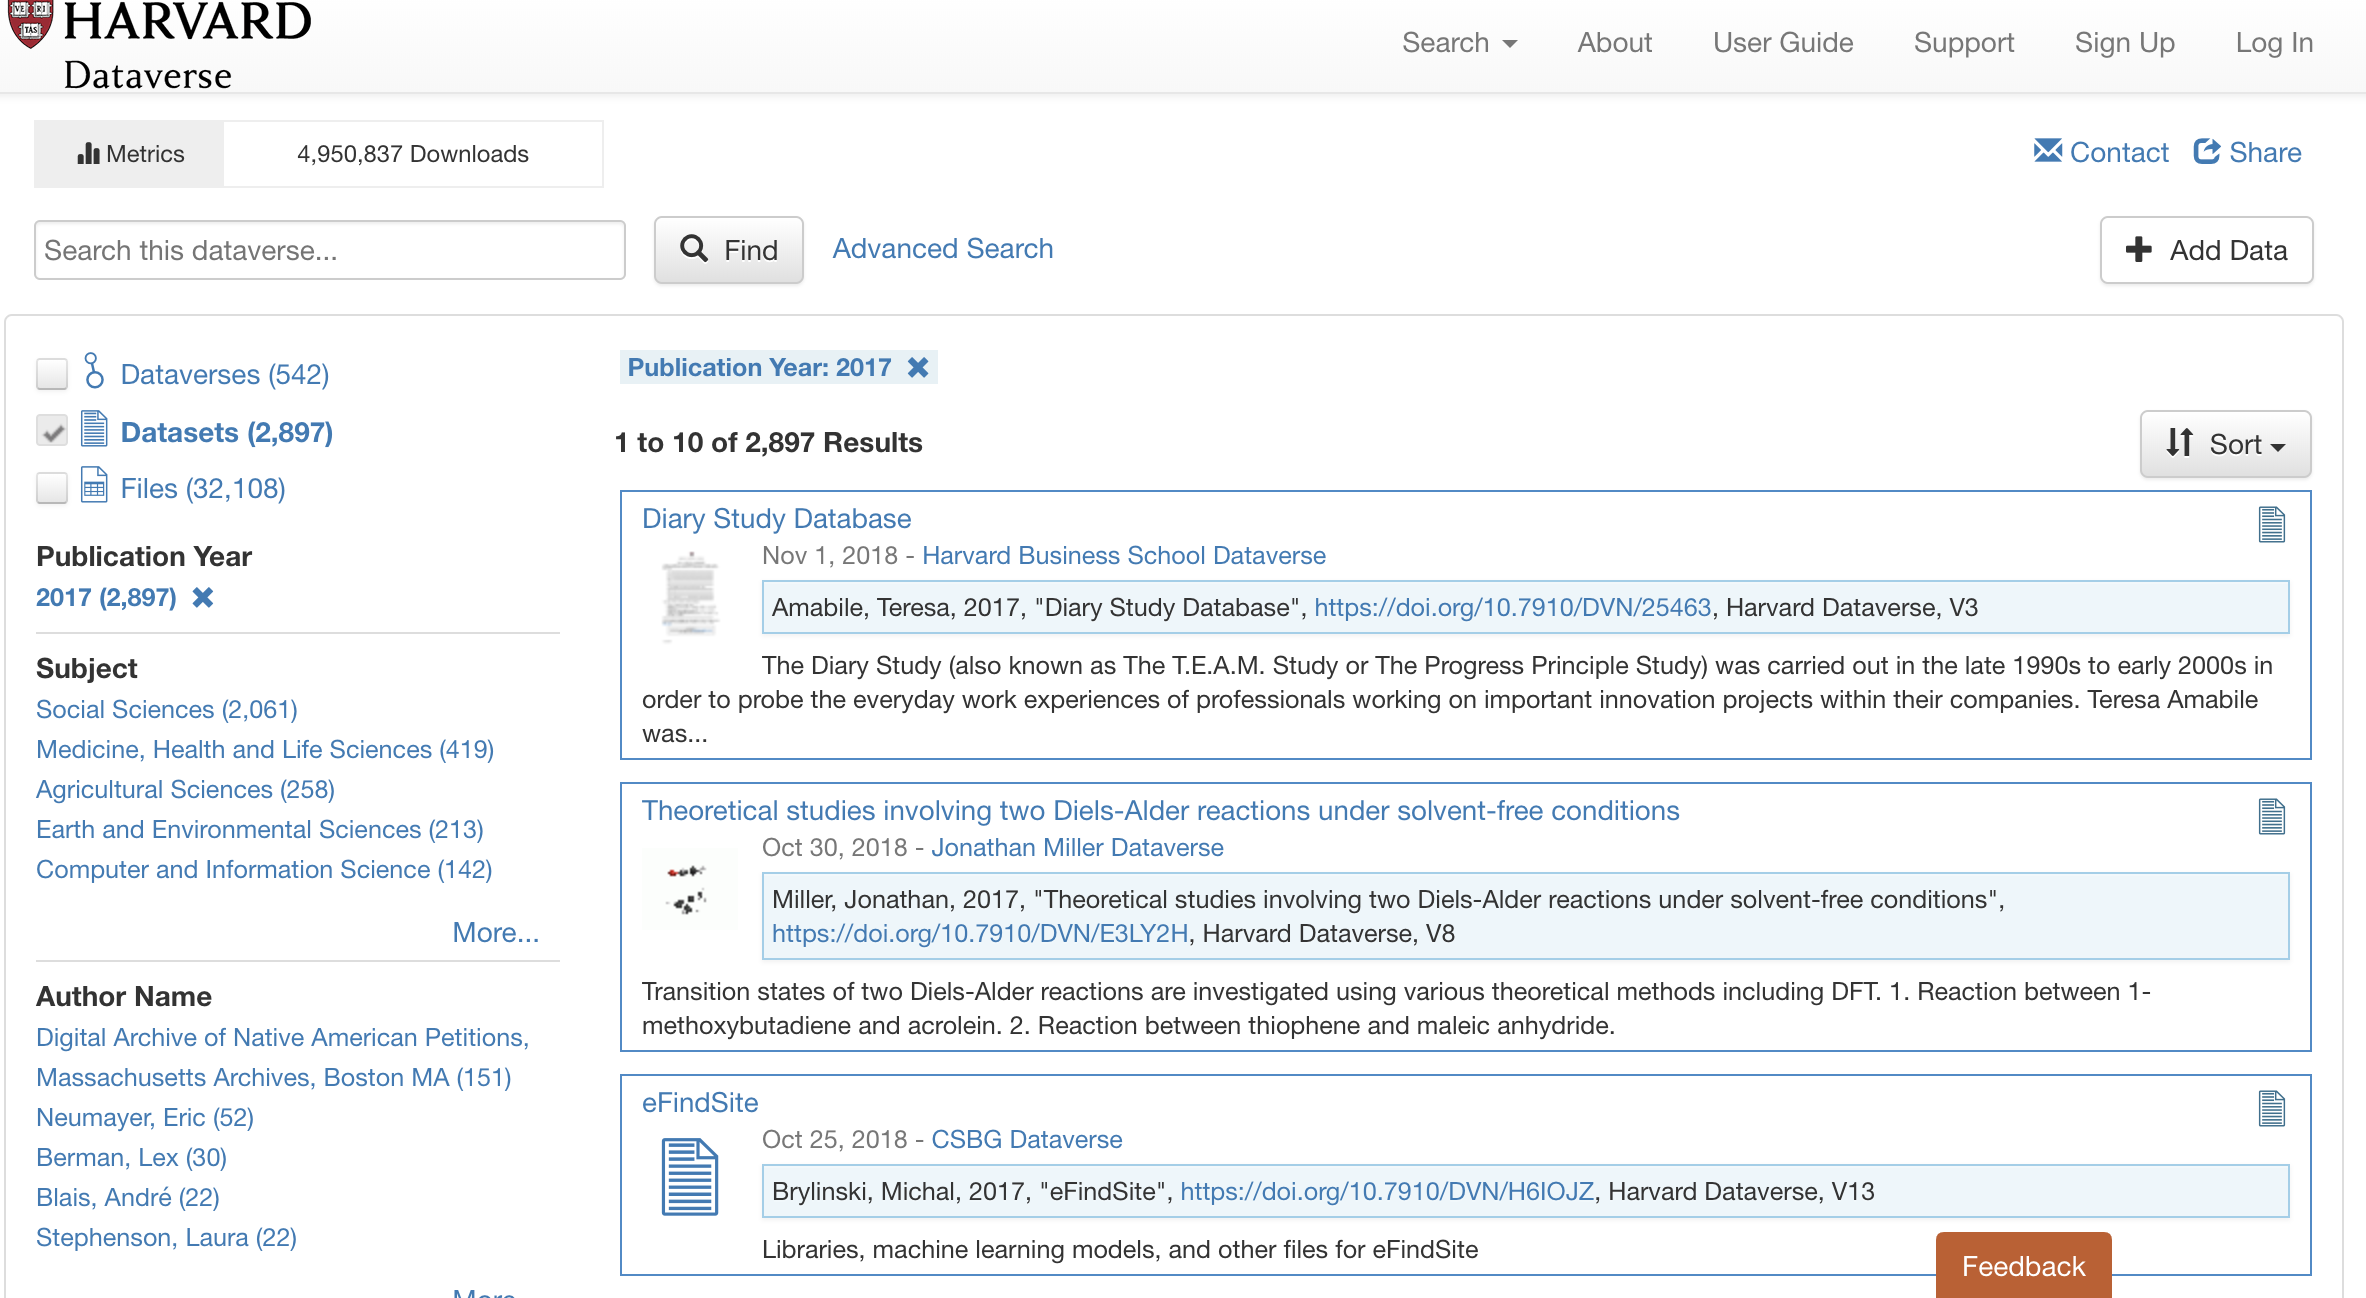 HARVARD
Dataverse
Search About User Guide Support Sign Up Log In
Metrics 4,950,837 Downloads
Contact Share
Search this dataverse...
Find
Advanced Search
Add Data
Dataverses (542)
Datasets (2,897)
Files (32,108)
Publication Year
2017 (2,897)
Subject
Social Sciences (2,061)
Medicine, Health and Life Sciences (419)
Agricultural Sciences (258)
Earth and Environmental Sciences (213)
Computer and Information Science (142)
More...
Author Name
Digital Archive of Native American Petitions,
Massachusetts Archives, Boston MA (151)
Neumayer, Eric (52)
Berman, Lex (30)
Blais, André (22)
Stephenson, Laura (22)
Publication Year: 2017
1 to 10 of 2,897 Results
Sort
Diary Study Database
Nov 1, 2018 - Harvard Business School Dataverse
Amabile, Teresa, 2017, "Diary Study Database", https://doi.org/10.7910/DVN/25463, Harvard Dataverse, V3
The Diary Study (also known as The T.E.A.M. Study or The Progress Principle Study) was carried out in the late 1990s to early 2000s in
order to probe the everyday work experiences of professionals working on important innovation projects within their companies. Teresa Amabile
was...
Theoretical studies involving two Diels-Alder reactions under solvent-free conditions
Oct 30, 2018 - Jonathan Miller Dataverse
Miller, Jonathan, 2017, "Theoretical studies involving two Diels-Alder reactions under solvent-free conditions",
https://doi.org/10.7910/DVN/E3LY2H, Harvard Dataverse, V8
Transition states of two Diels-Alder reactions are investigated using various theoretical methods including DFT. 1. Reaction between 1-
methoxybutadiene and acrolein. 2. Reaction between thiophene and maleic anhydride.
eFindSite
Oct 25, 2018 - CSBG Dataverse
Brylinski, Michal, 2017, "eFindSite", https://doi.org/10.7910/DVN/H6IOJZ, Harvard Dataverse, V13
Libraries, machine learning models, and other files for eFindSite
Feedback